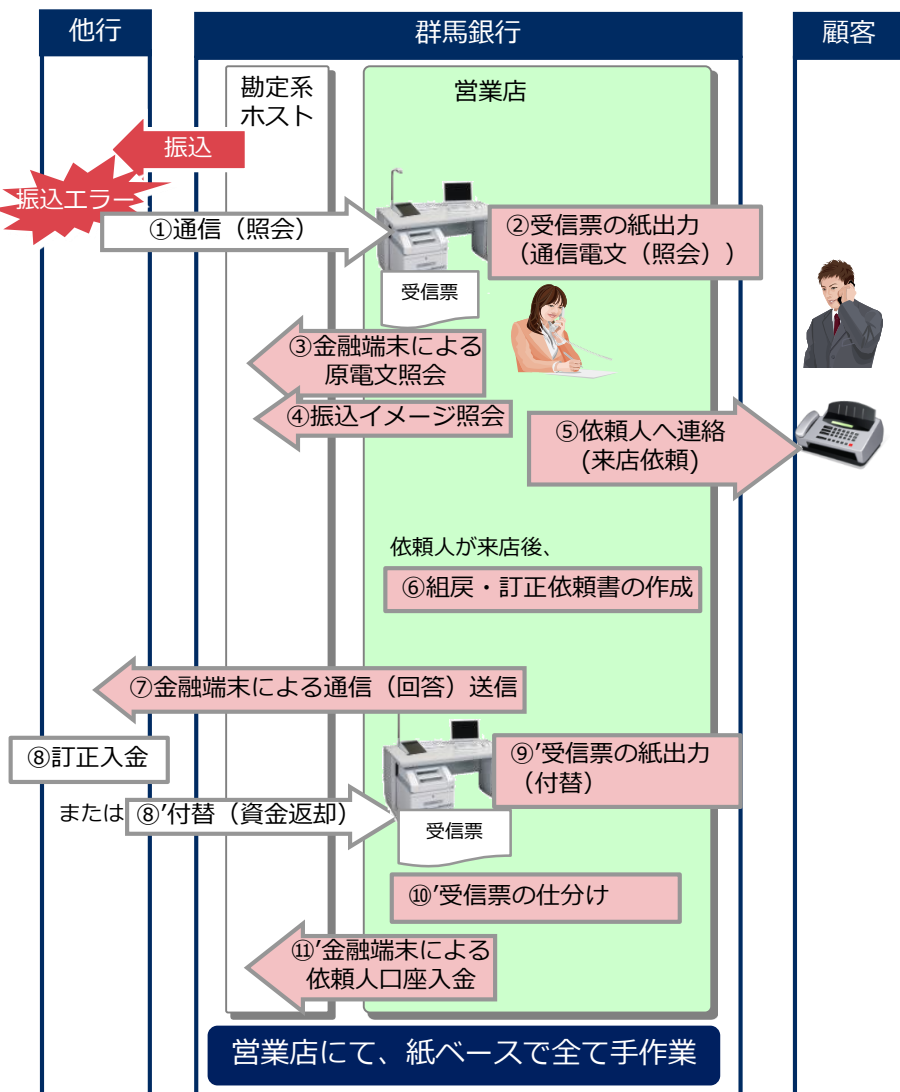 他行
群馬銀行
顧客
勘定系
ホスト
営業店
振込
振込エラー
①通信（照会）
②受信票の紙出力
（通信電文（照会））
受信票
③金融端末による
原電文照会
④振込イメージ照会
⑤依頼人へ連絡
(来店依頼)
依頼人が来店後、
⑥組戻・訂正依頼書の作成
⑦金融端末による通信（回答）送信
⑧訂正入金
または
⑧’付替（資金返却）
⑨’受信票の紙出力
（付替）
受信票
⑩’受信票の仕分け
⑪’金融端末による
依頼人口座入金
営業店にて、紙ベースで全て手作業